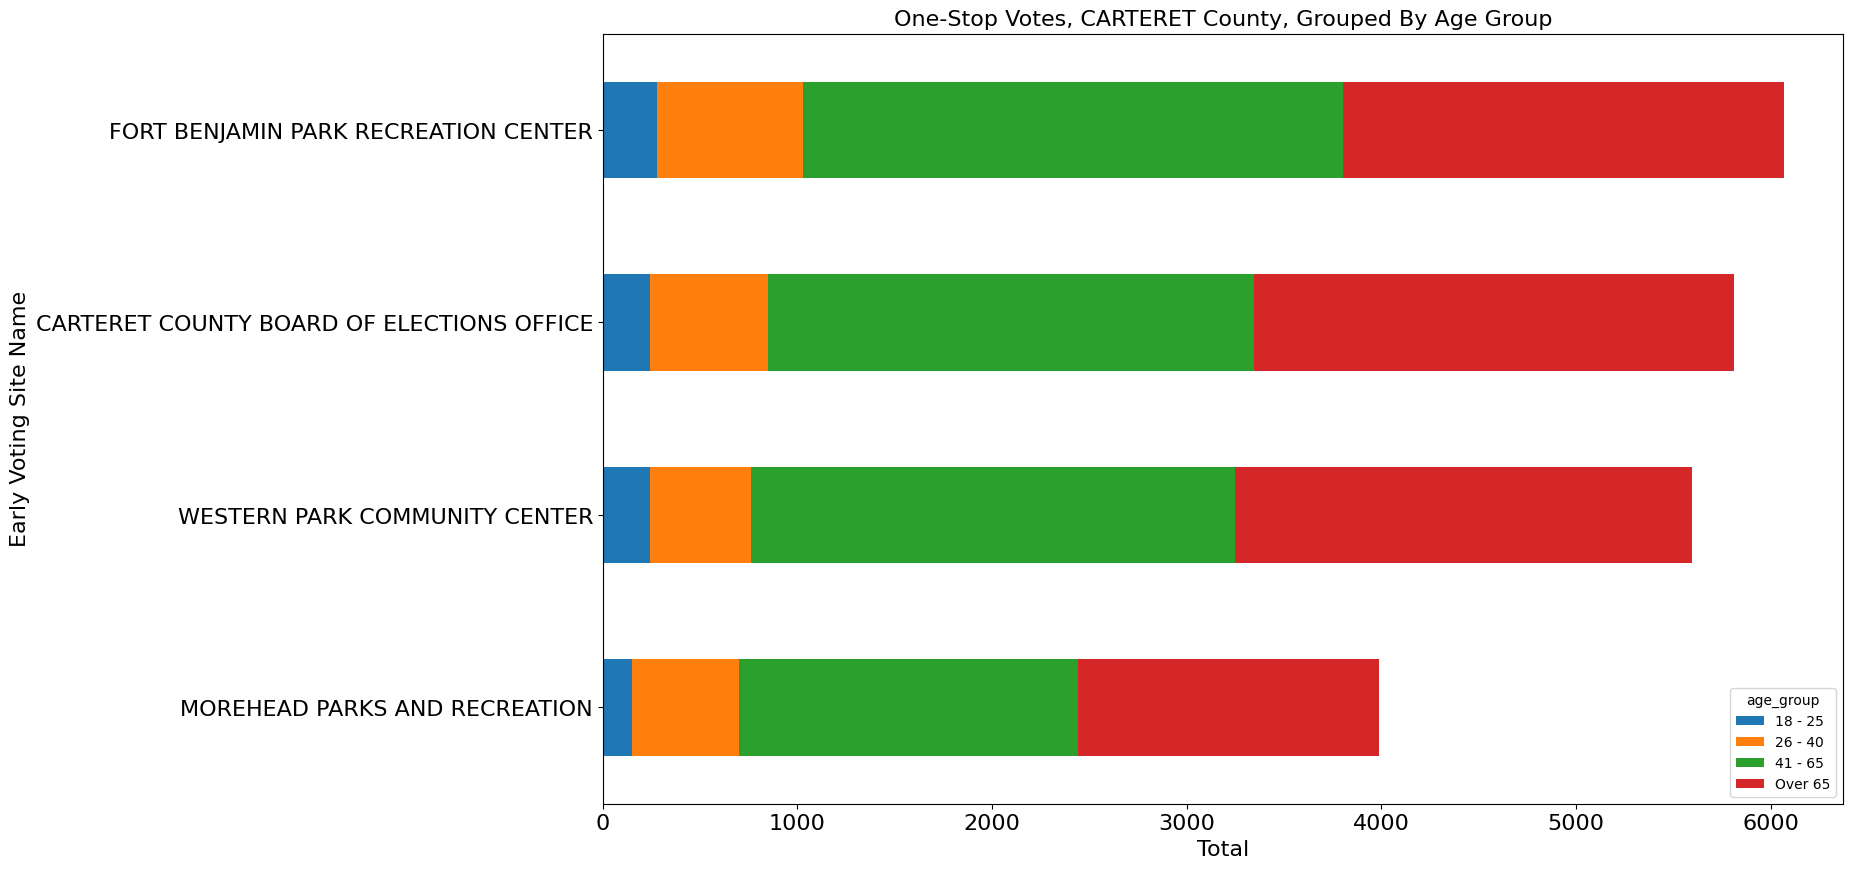 One-Stop Votes, CARTERET County, Grouped By Age Group
Early Voting Site Name
FORT BENJAMIN PARK RECREATION CENTER
CARTERET COUNTY BOARD OF ELECTIONS OFFICE
WESTERN PARK COMMUNITY CENTER
MOREHEAD PARKS AND RECREATION
age_group
18 - 25
26 - 40
41 - 65
Over 65
0 1000 2000 3000 4000 5000 6000
Total